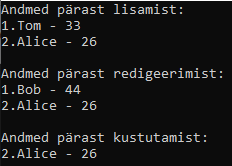 Andmed pärast lisamist:
1.Tom - 33
2.Alice - 26
Andmed pärast redigeerimist:
1.Bob - 44
2.Alice - 26
Andmed pärast kustutamist:
2.Alice - 26